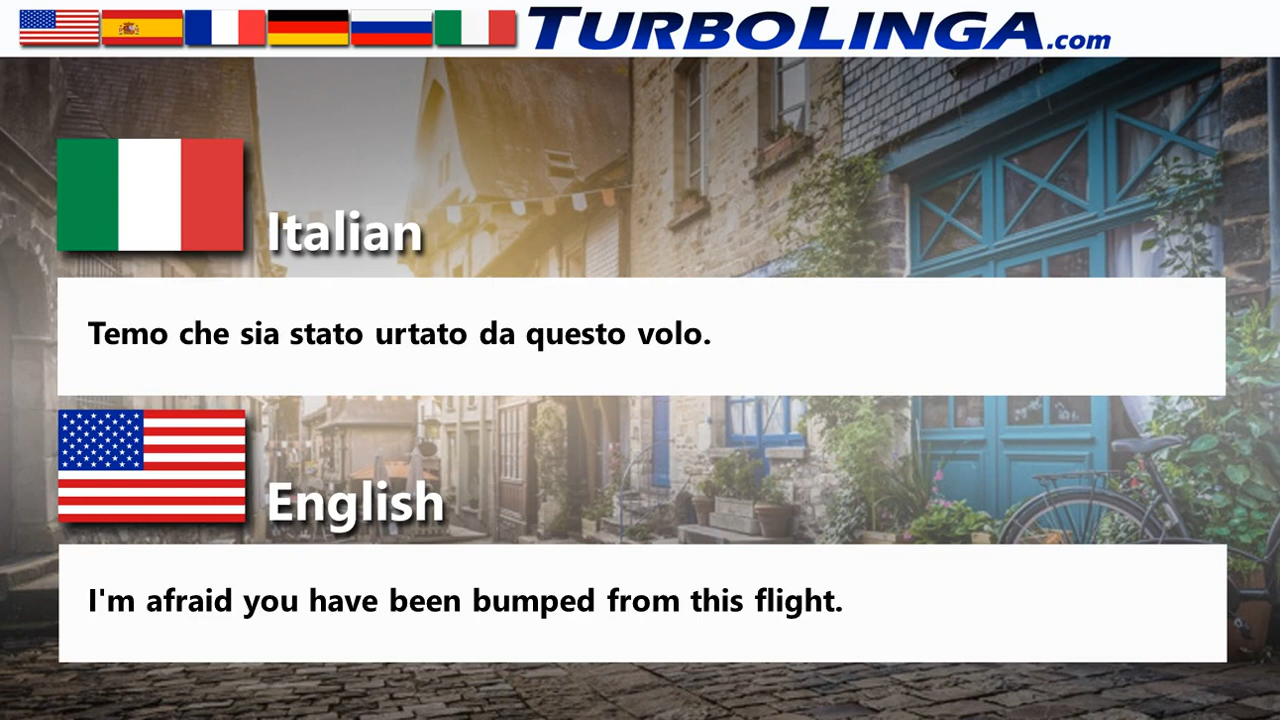 TURBOLINGA.com
Italian
Temo che sia stato urtato da questo volo.
English
I'm afraid you have been bumped from this flight.